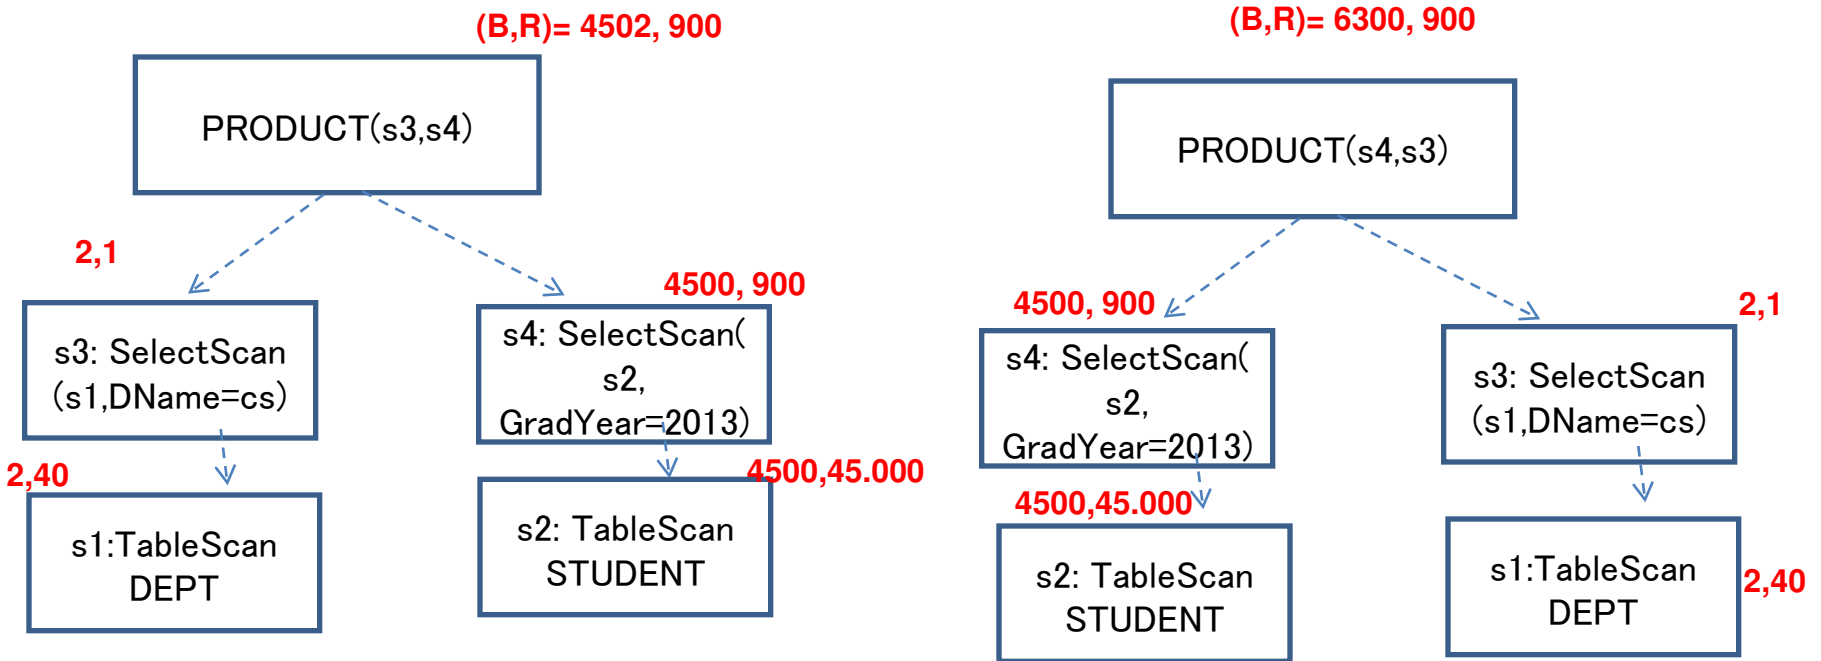 (B,R)= 4502, 900
PRODUCT(s3,s4)
2,1
4500, 900
s3: SelectScan
(s1,DName=cs)
s4: SelectScan(
s2,
GradYear=2013)
2,40
4500,45.000
s1:TableScan
DEPT
s2: TableScan
STUDENT
(B,R)= 6300, 900
PRODUCT(s4,s3)
4500, 900
2,1
s4: SelectScan(
s2,
GradYear=2013)
s3: SelectScan
(s1,DName=cs)
4500,45.000
s2: TableScan
STUDENT
s1:TableScan
DEPT
2,40